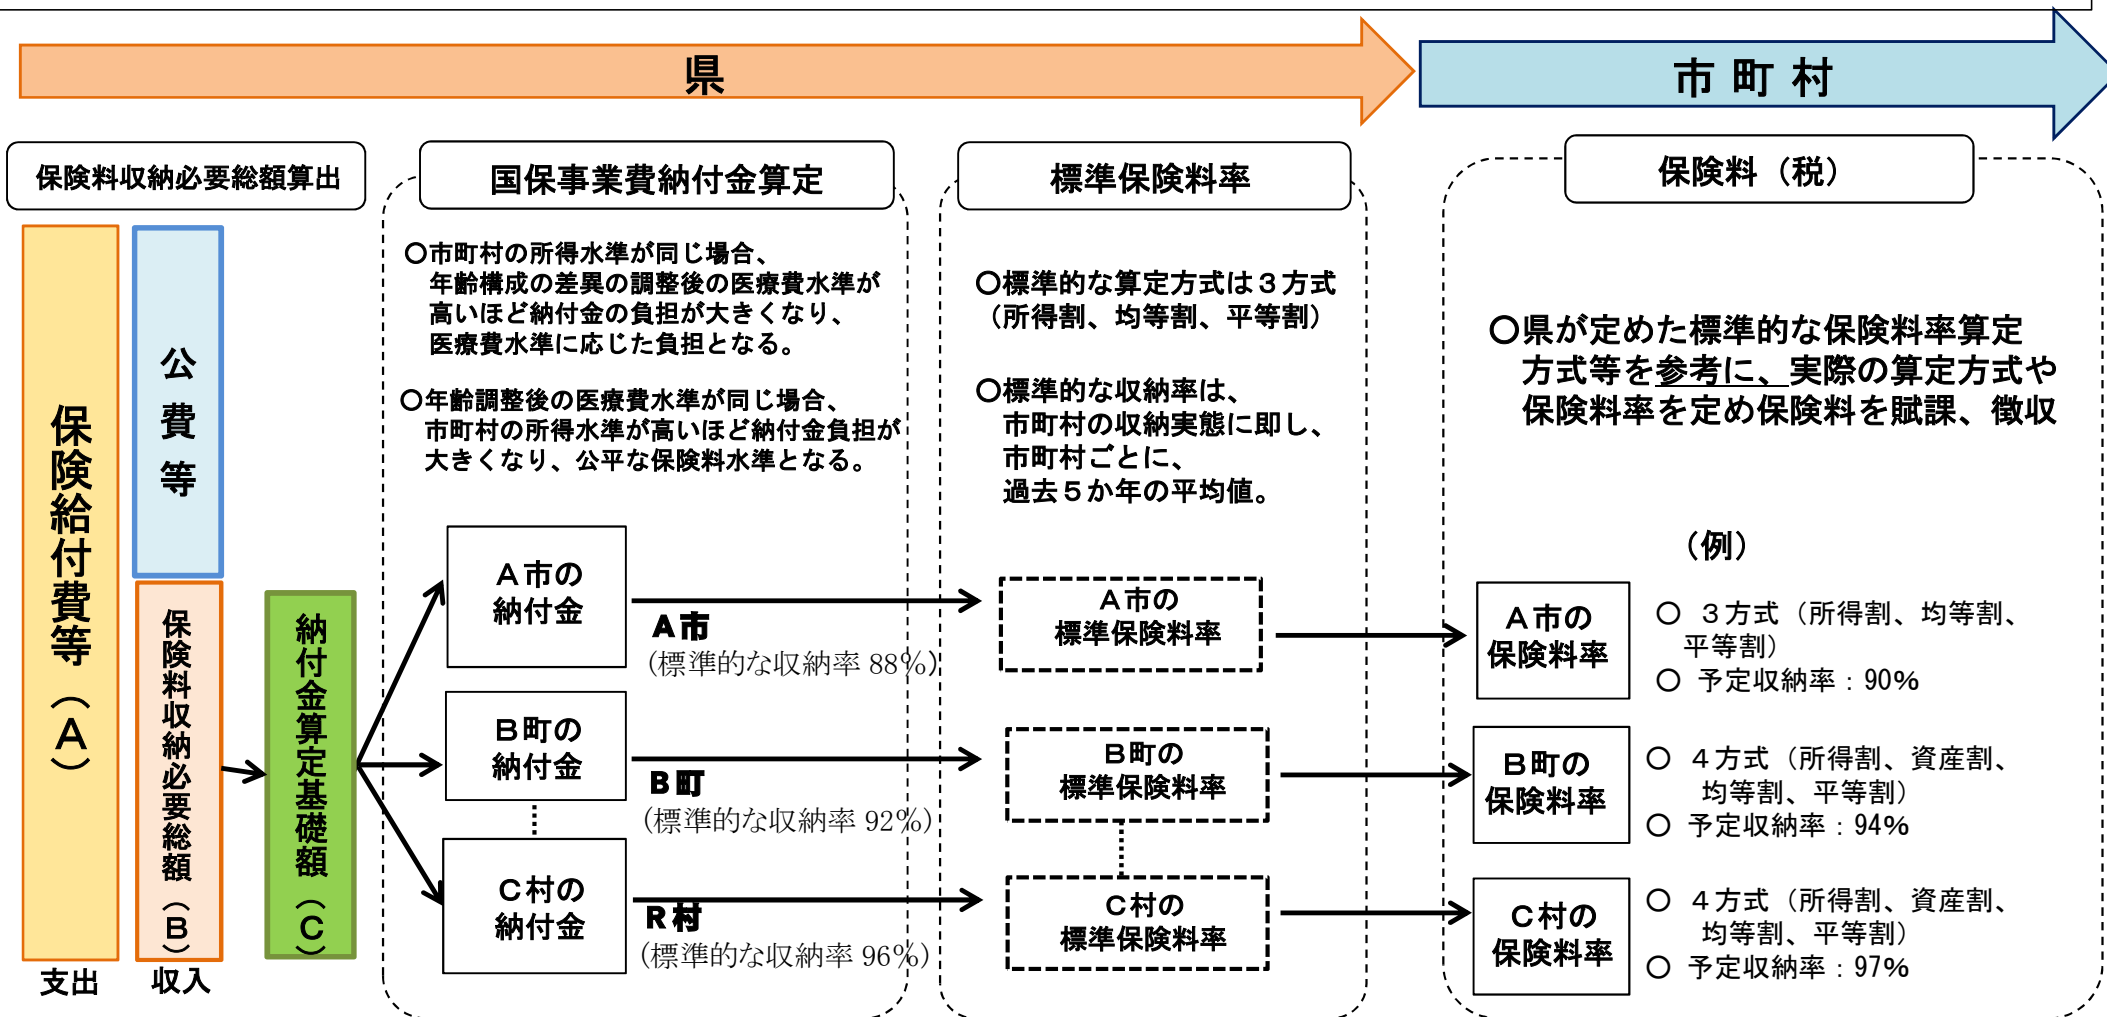 県
市町村
保険料収納必要総額算出
国保事業費納付金算定
標準保険料率
保険料（税）
保険給付費等（Ａ）
支出
公費等
保険料収納必要総額（Ｂ）
収入
納付金算定基礎額（Ｃ）
○市町村の所得水準が同じ場合、
年齢構成の差異の調整後の医療費水準が
高いほど納付金の負担が大きくなり、
医療費水準に応じた負担となる。
○年齢調整後の医療費水準が同じ場合、
市町村の所得水準が高いほど納付金負担が
大きくなり、公平な保険料水準となる。
Ａ市の
納付金
Ｂ町の
納付金
Ｃ村の
納付金
Ａ市
(標準的な収納率 88%)
Ｂ町
(標準的な収納率 92%)
Ｒ村
(標準的な収納率 96%)
○標準的な算定方式は３方式
（所得割、均等割、平等割）
○標準的な収納率は、
市町村の収納実態に即し、
市町村ごとに、
過去５か年の平均値。
Ａ市の
標準保険料率
Ｂ町の
標準保険料率
Ｃ村の
標準保険料率
○県が定めた標準的な保険料率算定
方式等を参考に、実際の算定方式や
保険料率を定め保険料を賦課、徴収
（例）
Ａ市の
保険料率
○ ３方式（所得割、均等割、
平等割）
○ 予定収納率：90%
Ｂ町の
保険料率
○ ４方式（所得割、資産割、
均等割、平等割）
○ 予定収納率：94%
Ｃ村の
保険料率
○ ４方式（所得割、資産割、
均等割、平等割）
○ 予定収納率：97%